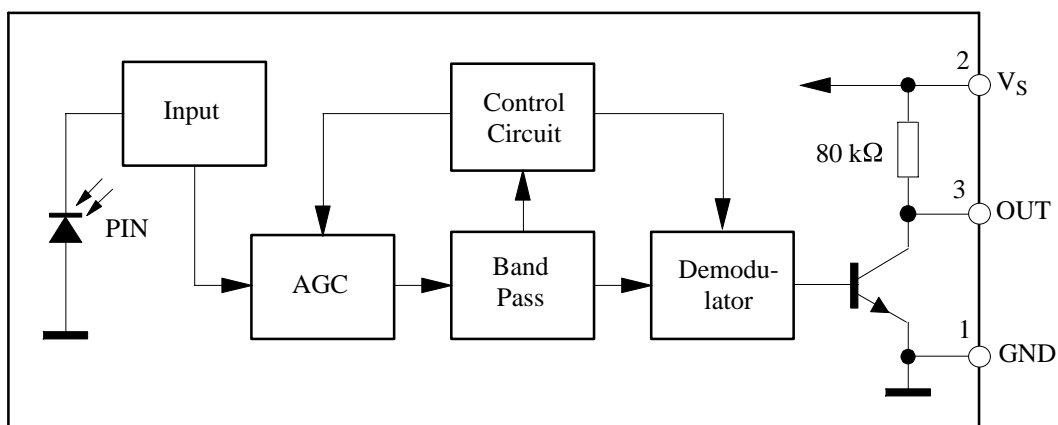 2
V_S
Input
Control
Circuit
80 kΩ
3
OUT
PIN
AGC
Band
Pass
Demodu-
lator
1
GND